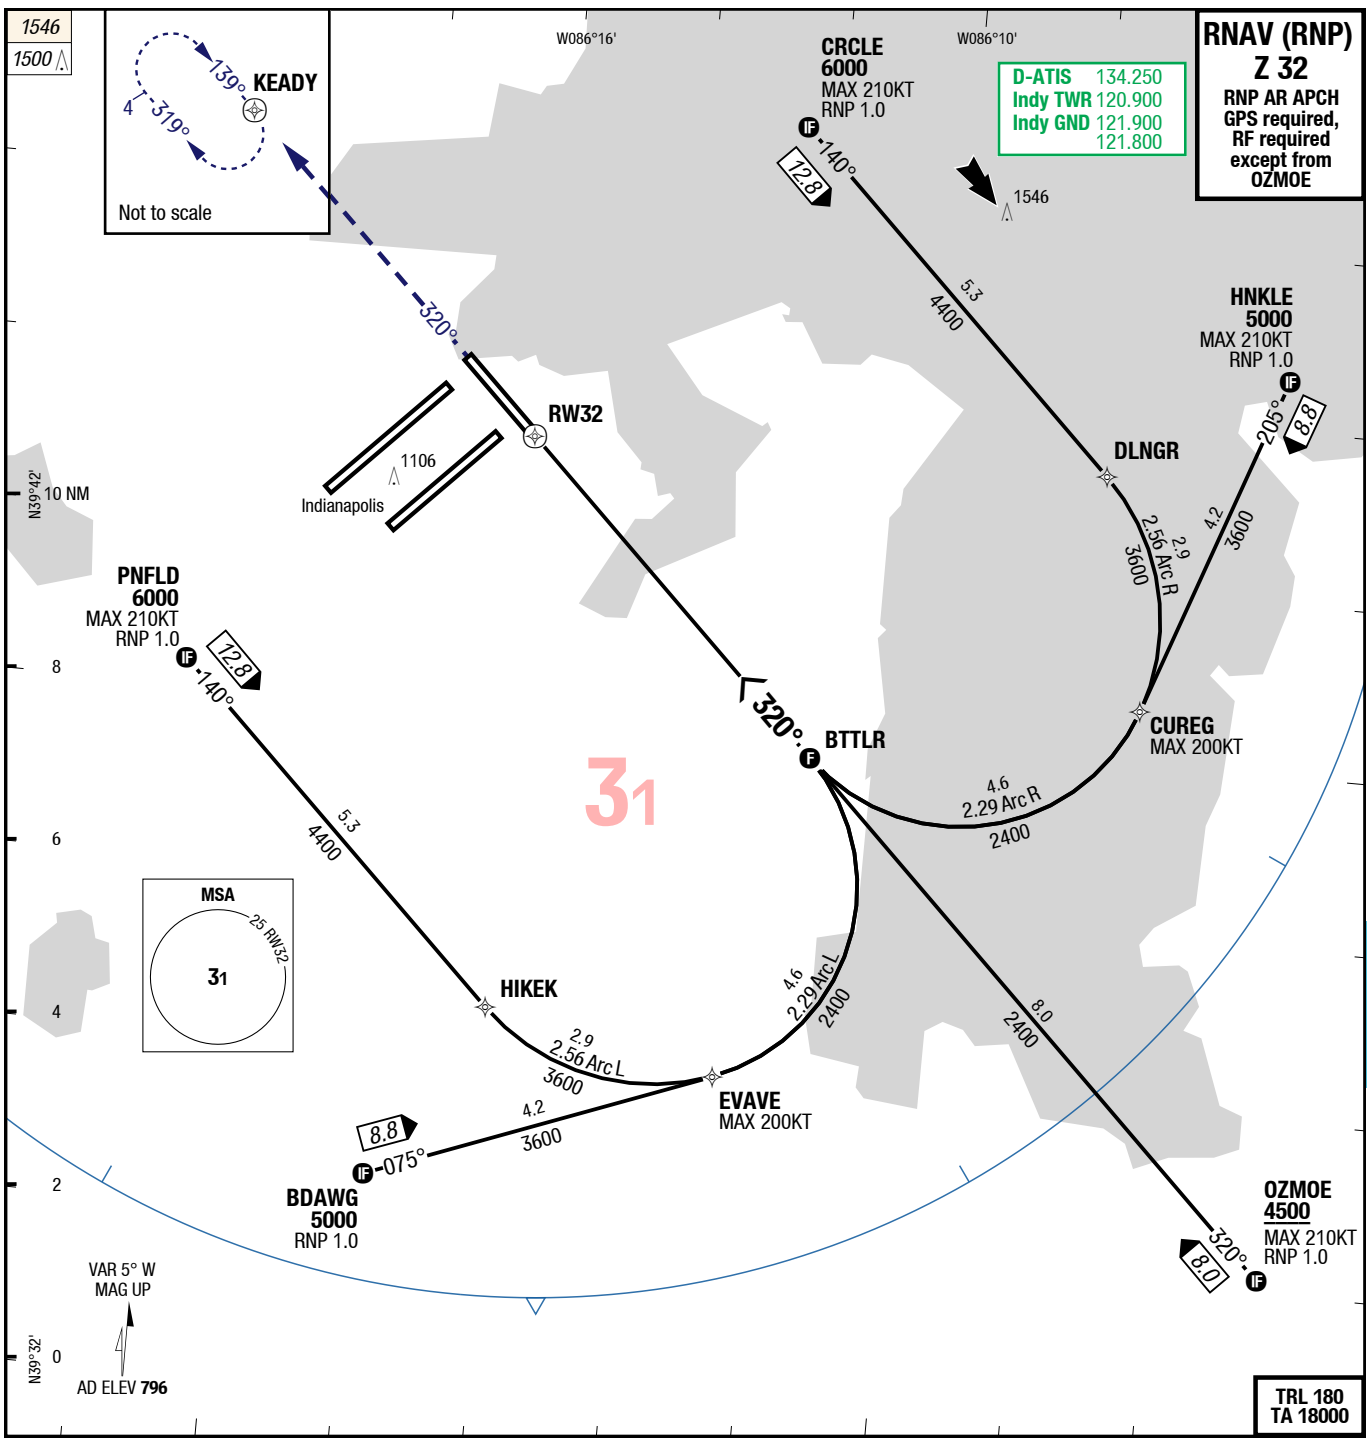 1546
1500
139°
KEADY
4
319°
Not to scale
W086°16'
W086°10'
CRCLE
6000
MAX 210KT
RNP 1.0
140°
12.8
D-ATIS 134.250
Indy TWR 120.900
Indy GND 121.900
121.800
RNAV (RNP)
Z 32
RNP AR APCH
GPS required,
RF required
except from
OZMOE
1546
5.3
4400
HNKLE
5000
MAX 210KT
RNP 1.0
205°
8.8
320°
RW32
DLNGR
1106
Indianapolis
N39°42'
10 NM
2.9
2.56 Arc R
3600
4.2
3600
PNFLD
6000
MAX 210KT
RNP 1.0
12.8
140°
8
320°
BTTLR
CUREG
MAX 200KT
31
4.6
2.29 Arc R
2400
6
5.3
4400
MSA
25 RW32
31
4
HIKEK
2.9
2.56 Arc L
3600
4.6
2.29 Arc L
2400
8.0
2400
EVAVE
MAX 200KT
4.2
3600
8.8
075°
2
BDAWG
5000
RNP 1.0
OZMOE
4500
MAX 210KT
RNP 1.0
320°
8.0
VAR 5° W
MAG UP
N39°32'
0
AD ELEV 796
TRL 180
TA 18000